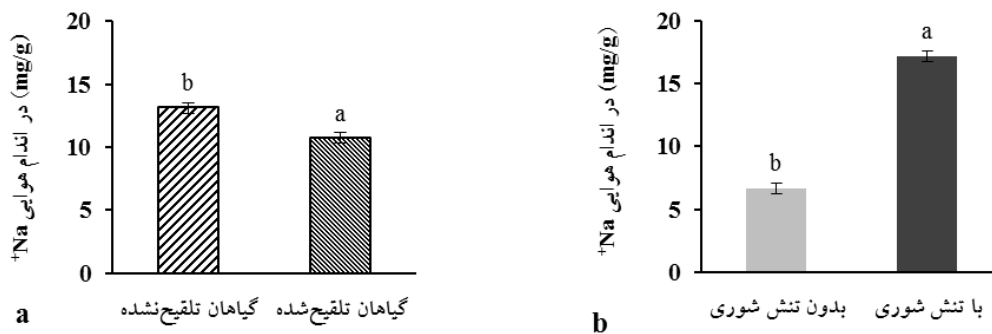 20
15
10
5
0
Na⁺ در اندام هوایی (mg/g)
b
a
گیاهان تلقیح‌نشده
گیاهان تلقیح‌شده
a
20
15
10
5
0
Na⁺ در اندام هوایی (mg/g)
b
a
بدون تنش شوری
با تنش شوری
b